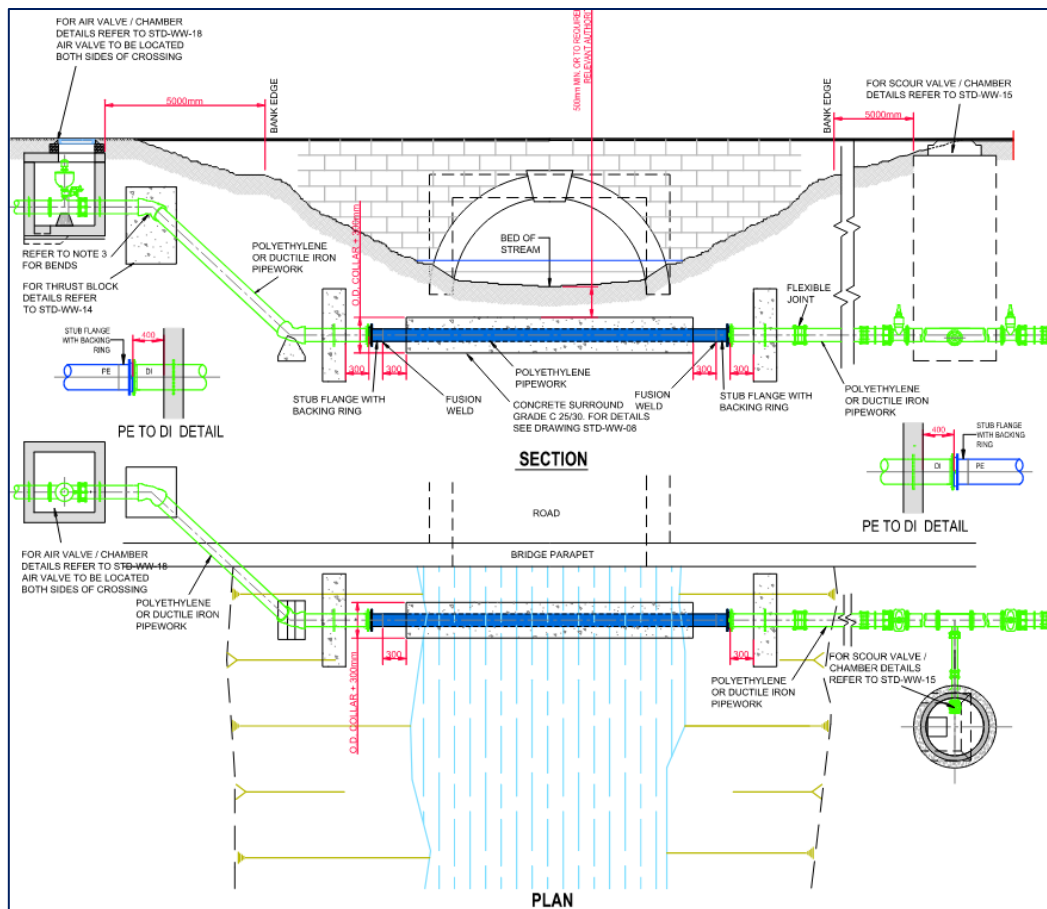 FOR AIR VALVE / CHAMBER
DETAILS REFER TO STD-WW-18
AIR VALVE TO BE LOCATED
BOTH SIDES OF CROSSING
5000mm
BANK EDGE
500mm MIN. OR TO REQUIRE
RELEVANT AUTHORI
BANK EDGE
FOR SCOUR VALVE / CHAMBER
DETAILS REFER TO STD-WW-15
5000mm
REFER TO NOTE 3
FOR BENDS
POLYETHYLENE
OR DUCTILE IRON
PIPEWORK
O.D. COLLAR + 300mm
BED OF
STREAM
FOR THRUST BLOCK
DETAILS REFER
TO STD-WW-14
FLEXIBLE
JOINT
STUB FLANGE
WITH BACKING
RING
400
PE
DI
PE TO DI DETAIL
300
300
300
300
STUB FLANGE WITH
BACKING RING
FUSION
WELD
POLYETHYLENE
PIPEWORK
CONCRETE SURROUND
GRADE C 25/30. FOR DETAILS
SEE DRAWING STD-WW-08
FUSION
WELD
STUB FLANGE WITH
BACKING RING
POLYETHYLENE
OR DUCTILE IRON
PIPEWORK
SECTION
400
STUB FLANGE
WITH BACKING
RING
DI
PE
PE TO DI DETAIL
ROAD
BRIDGE PARAPET
FOR AIR VALVE / CHAMBER
DETAILS REFER TO STD-WW-18
AIR VALVE TO BE LOCATED
BOTH SIDES OF CROSSING
POLYETHYLENE
OR DUCTILE IRON
PIPEWORK
O.D. COLLAR + 300mm
300
300
POLYETHYLENE
OR DUCTILE IRON
PIPEWORK
FOR SCOUR VALVE /
CHAMBER DETAILS
REFER TO STD-WW-15
PLAN